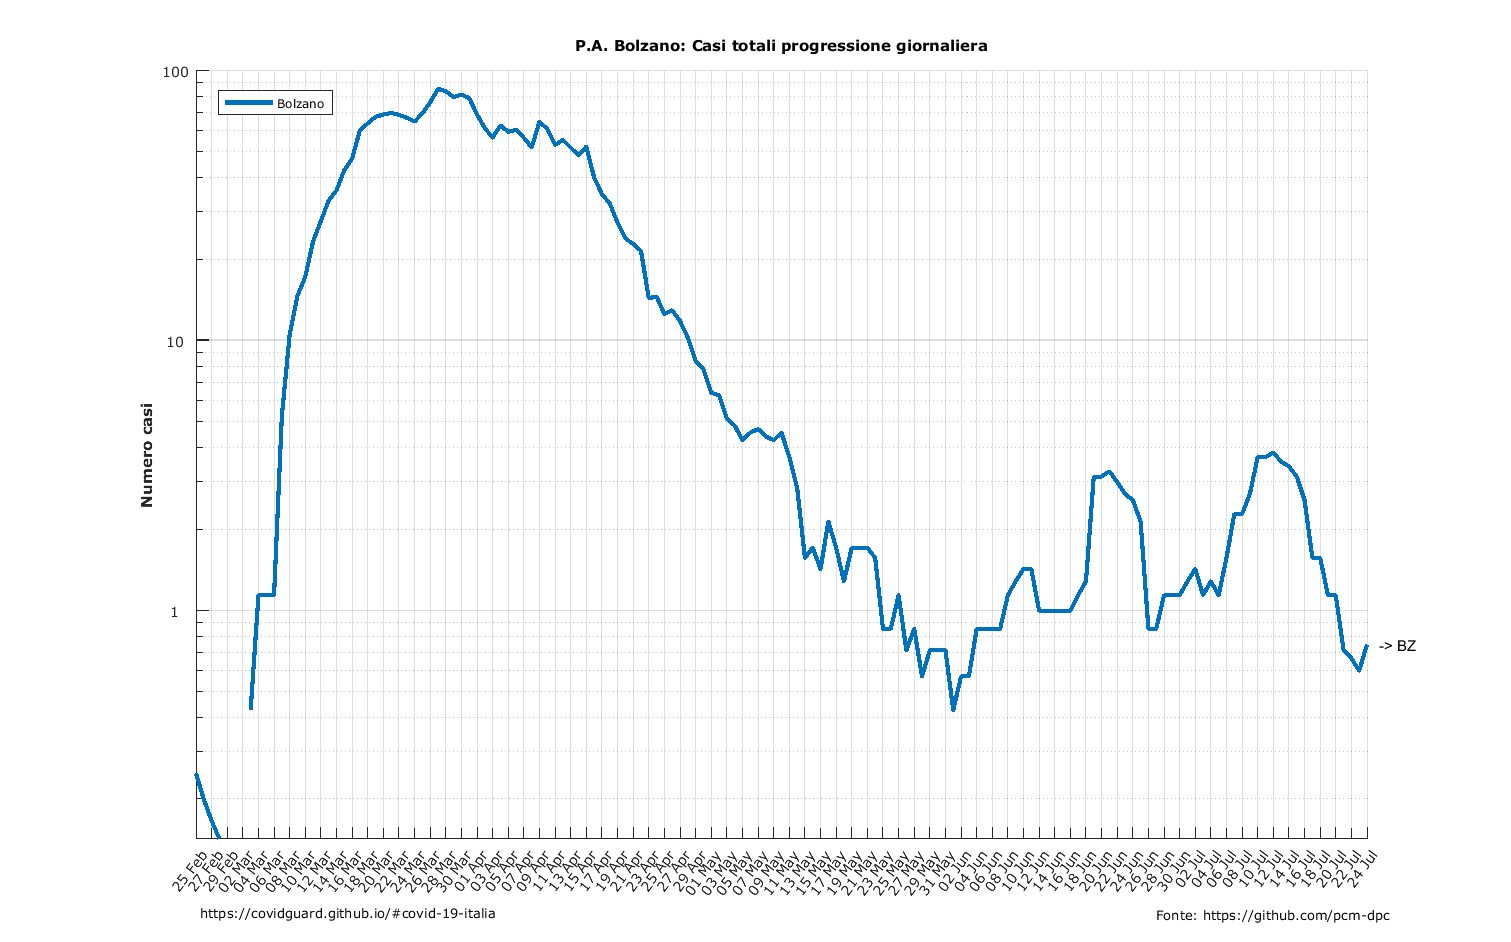 P.A. Bolzano: Casi totali progressione giornaliera
100
10
1
Numero casi
Bolzano
-> BZ
25 Feb
27 Feb
29 Feb
02 Mar
04 Mar
06 Mar
08 Mar
10 Mar
12 Mar
14 Mar
16 Mar
18 Mar
20 Mar
22 Mar
24 Mar
26 Mar
28 Mar
30 Mar
01 Apr
03 Apr
05 Apr
07 Apr
09 Apr
11 Apr
13 Apr
15 Apr
17 Apr
19 Apr
21 Apr
23 Apr
25 Apr
27 Apr
29 Apr
01 May
03 May
05 May
07 May
09 May
11 May
13 May
15 May
17 May
19 May
21 May
23 May
25 May
27 May
29 May
31 May
02 Jun
04 Jun
06 Jun
08 Jun
10 Jun
12 Jun
14 Jun
16 Jun
18 Jun
20 Jun
22 Jun
24 Jun
26 Jun
28 Jun
30 Jun
02 Jul
04 Jul
06 Jul
08 Jul
10 Jul
12 Jul
14 Jul
16 Jul
18 Jul
20 Jul
22 Jul
24 Jul
https://covidguard.github.io/#covid-19-italia
Fonte: https://github.com/pcm-dpc